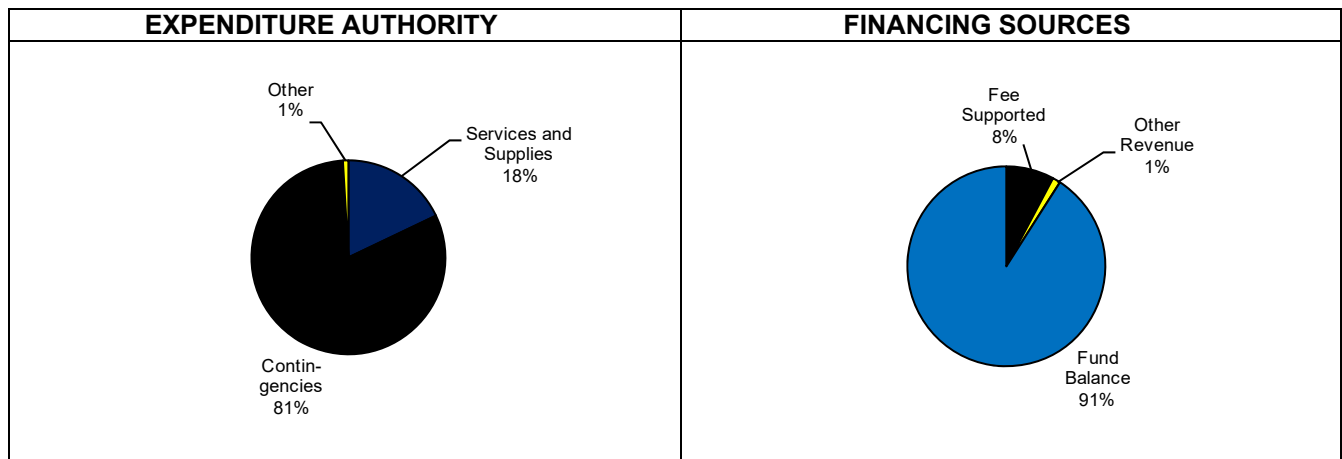 EXPENDITURE AUTHORITY
Other
1%
Services and
Supplies
18%
Contin-
gencies
81%
FINANCING SOURCES
Fee
Supported
8%
Other
Revenue
1%
Fund
Balance
91%